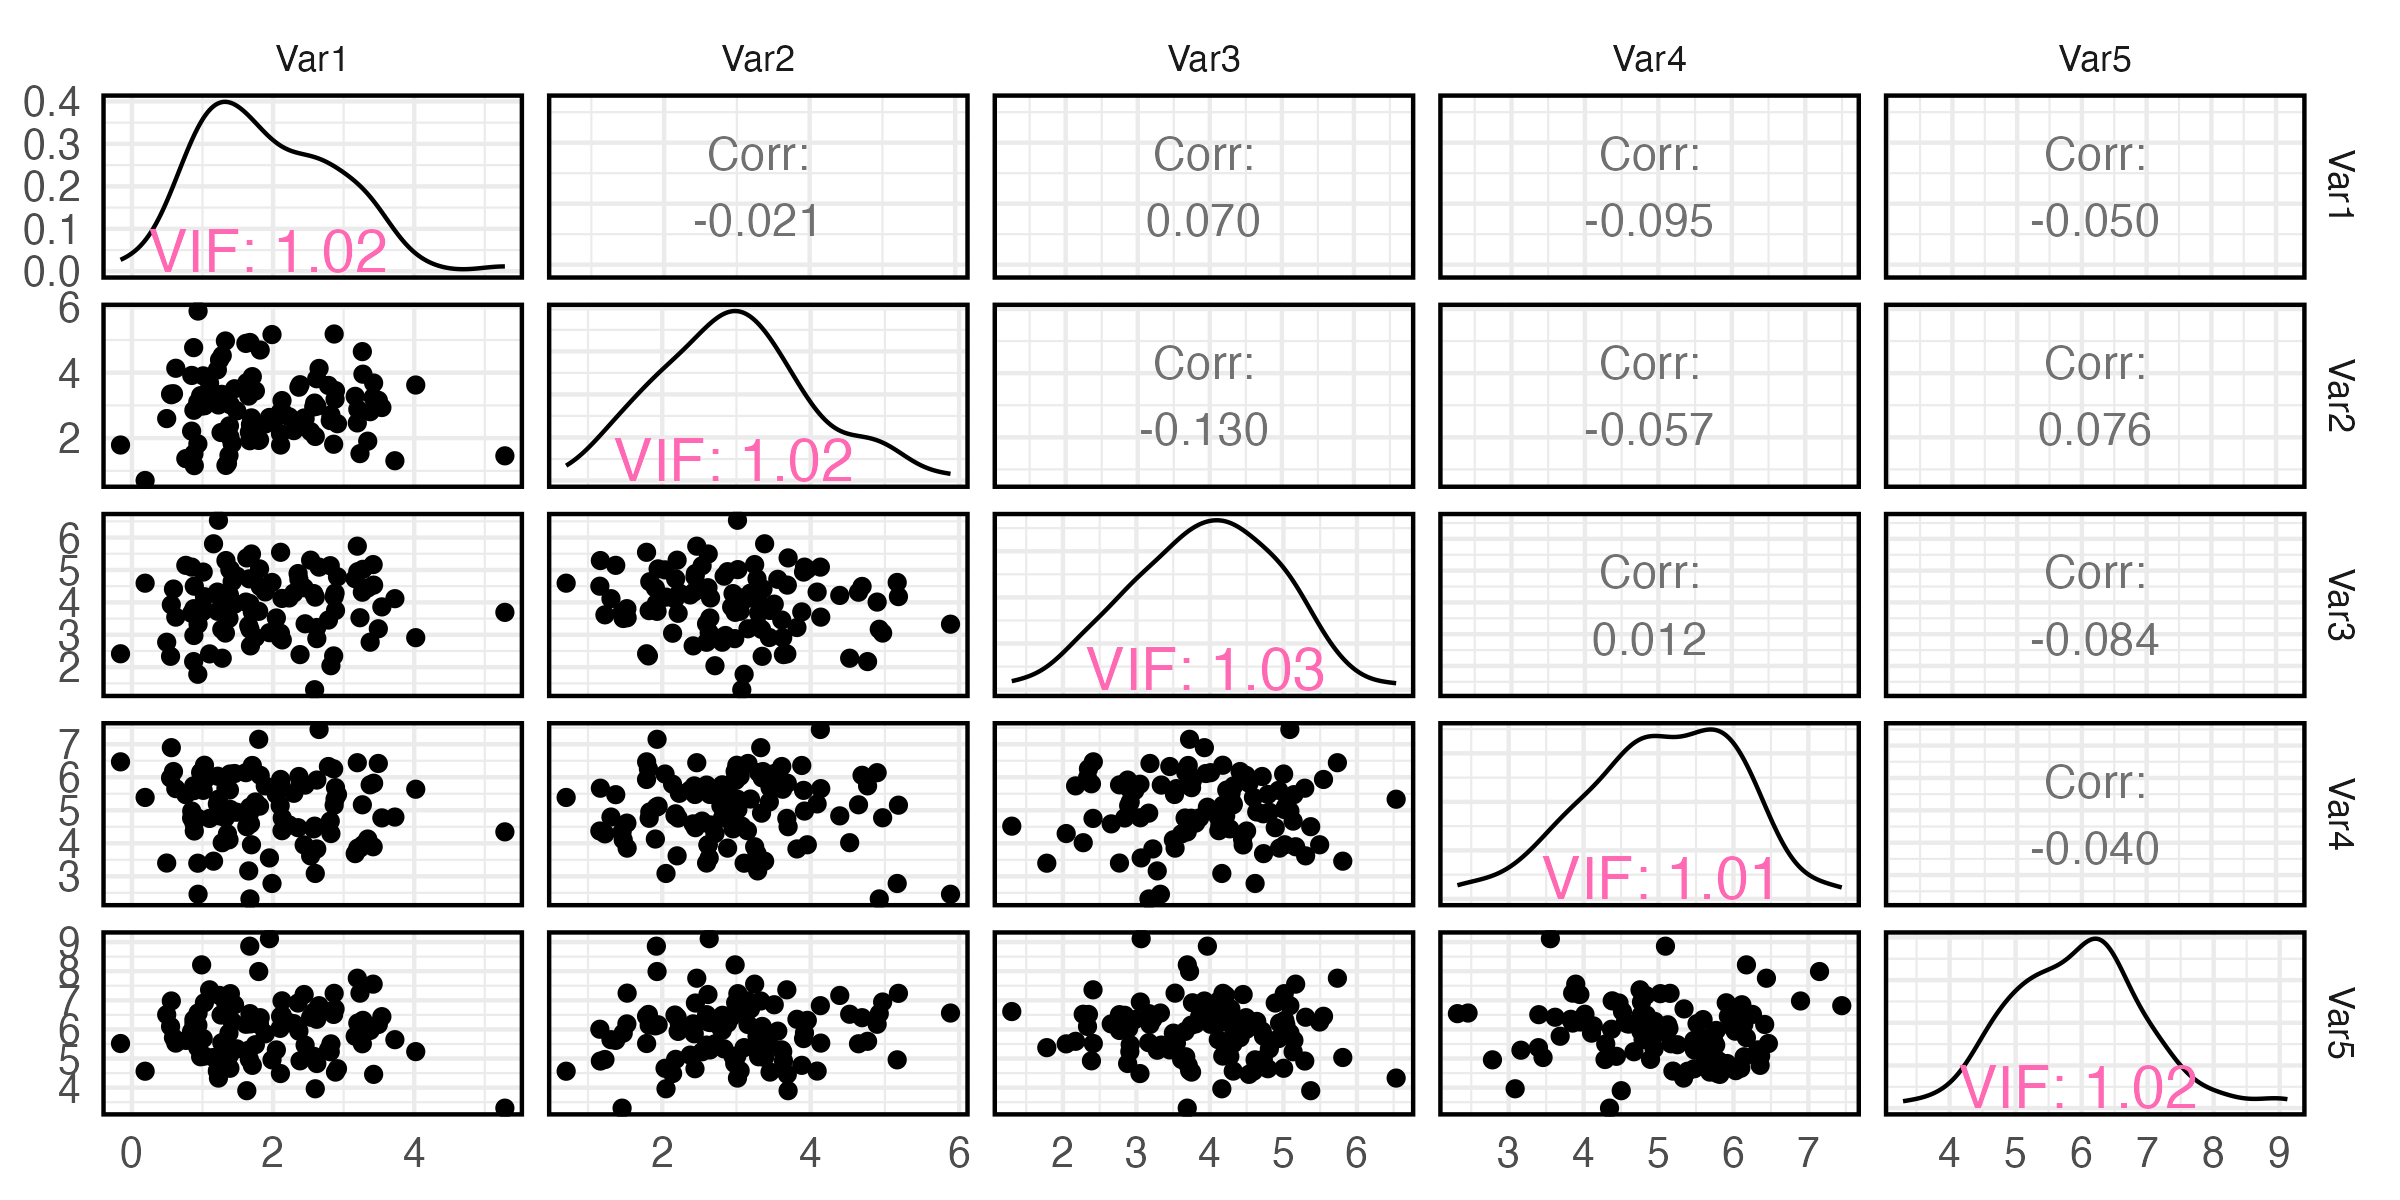 Var1 Var2 Var3 Var4 Var5
0.4
0.3
0.2
0.1
0.0
VIF: 1.02
Corr:
-0.021
Corr:
0.070
Corr:
-0.095
Corr:
-0.050
Var1
6
4
2
VIF: 1.02
Corr:
-0.130
Corr:
-0.057
Corr:
0.076
Var2
6
5
4
3
2
VIF: 1.03
Corr:
0.012
Corr:
-0.084
Var3
7
6
5
4
3
VIF: 1.01
Corr:
-0.040
Var4
9
8
7
6
5
4
VIF: 1.02
Var5
0 2 4 2 4 6 2 3 4 5 6 3 4 5 6 7 4 5 6 7 8 9